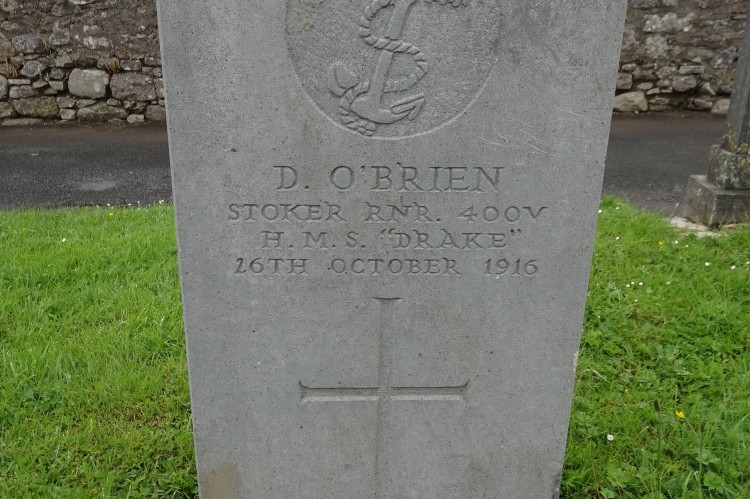 D. O'BRIEN
STOKER RNR. 400V
H.M.S. "DRAKE"
26TH OCTOBER 1916